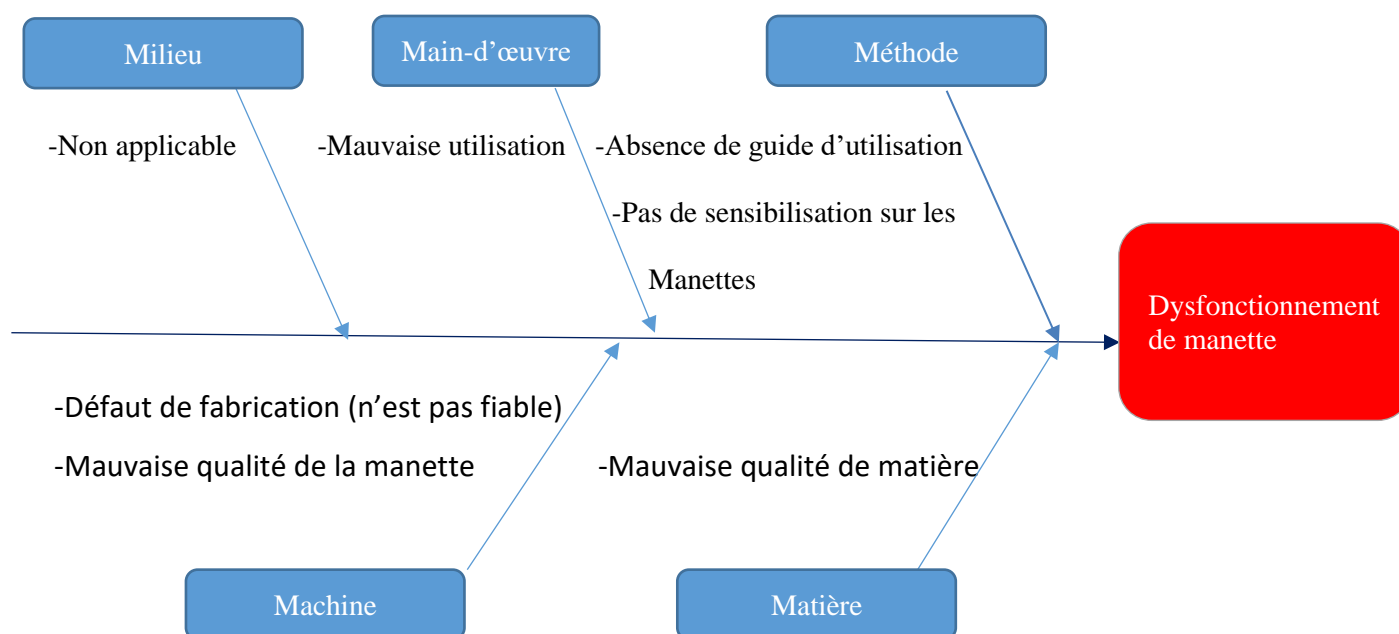 Milieu
Main-d’œuvre
Méthode
-Non applicable
-Mauvaise utilisation
-Absence de guide d’utilisation
-Pas de sensibilisation sur les
Manettes
Dysfonctionnement
de manette
-Défaut de fabrication (n’est pas fiable)
-Mauvaise qualité de la manette
-Mauvaise qualité de matière
Machine
Matière